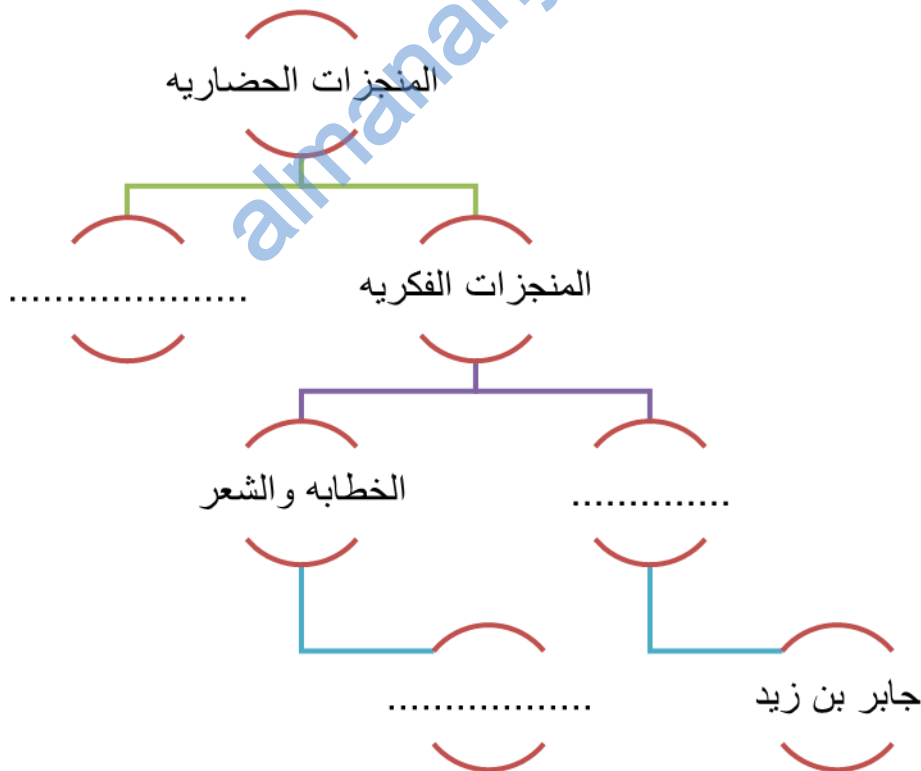 المنجزات الحضاريه
المنجزات الفكريه
.....................
..............
الخطابه والشعر
جابر بن زيد
..................
almanahj